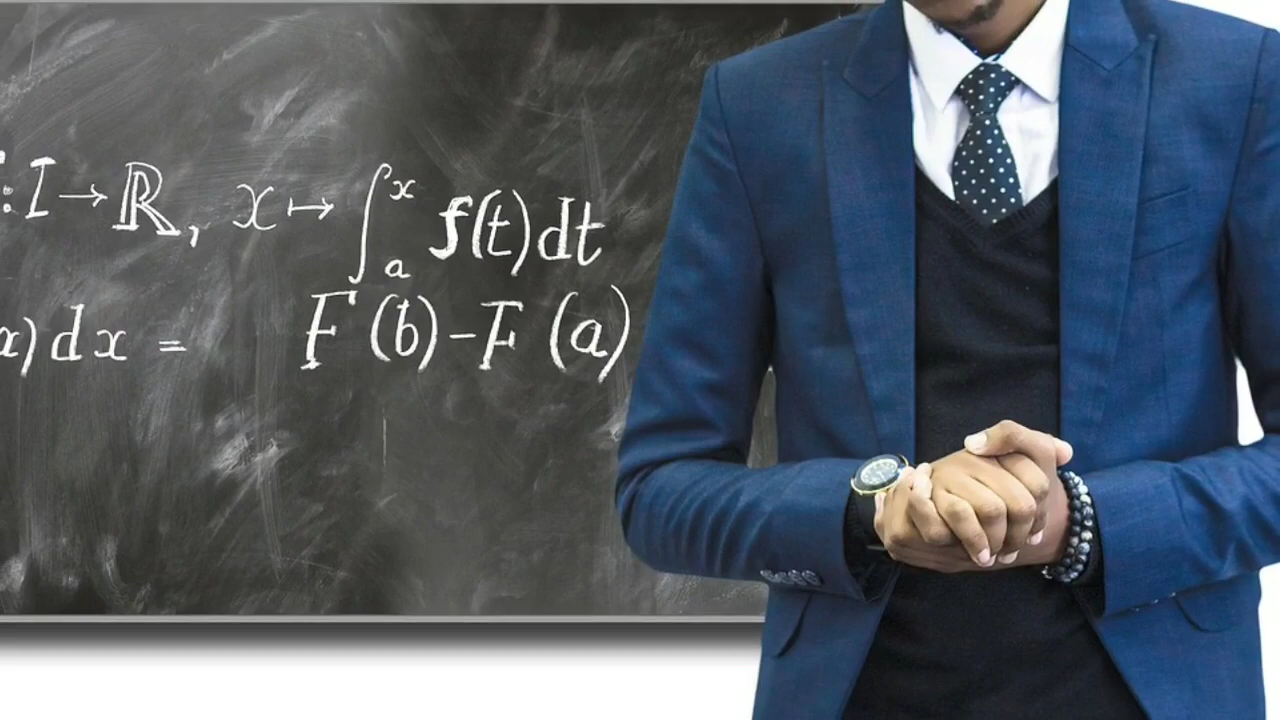 :I→ℝ, x↦∫ₐˣ f(t)dt
x)dx = F(b)-F(a)